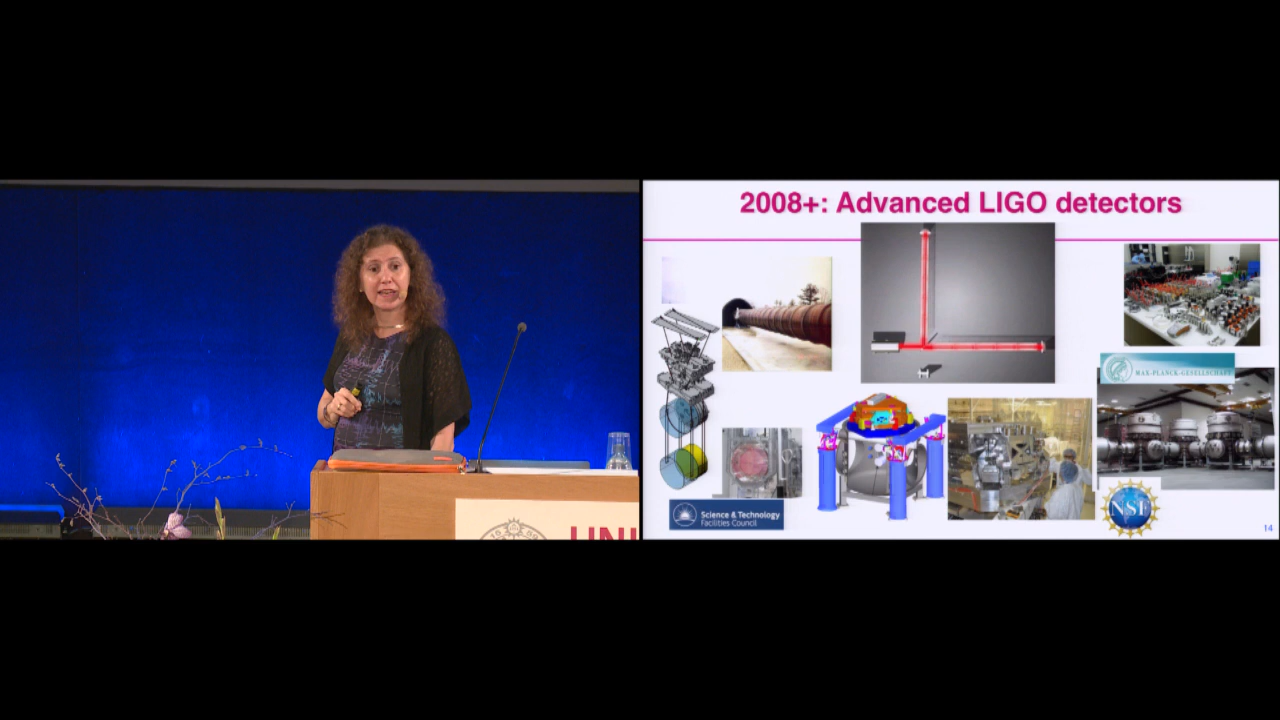 2008+: Advanced LIGO detectors
MAX-PLANCK-GESELLSCHAFT
Science & Technology
Facilities Council
NSF
14
UNI